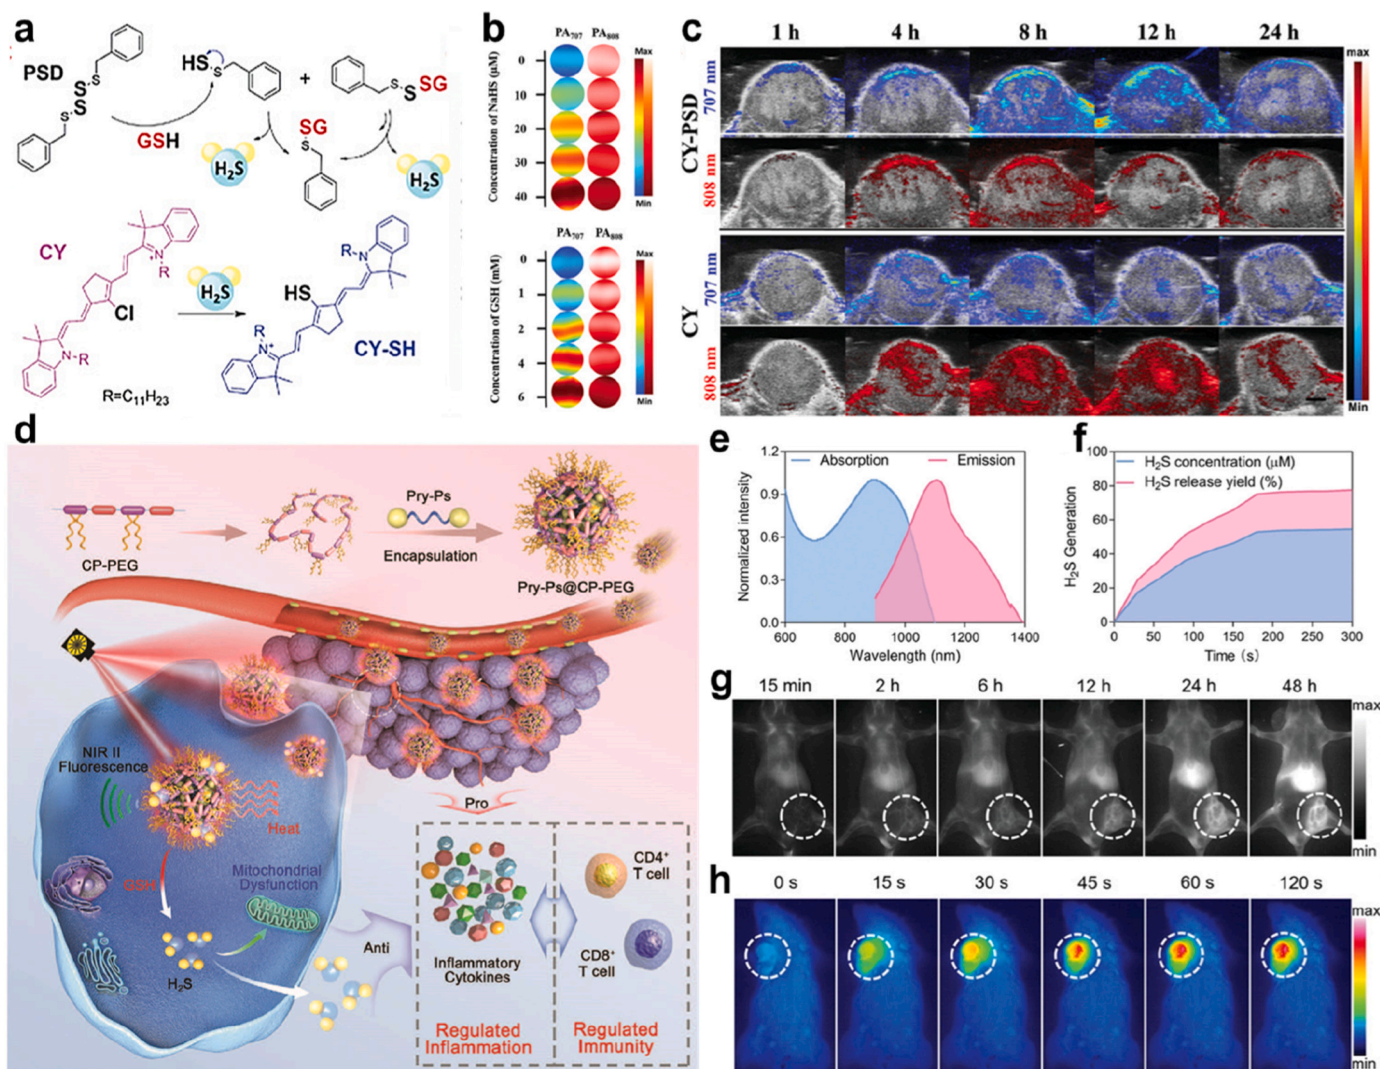 a
PSD
S
S
S
S
HS
S
+
S
S
SG
GSH
SG
S
H₂S
H₂S
CY
N⁺
R
Cl
N
R
R=C₁₁H₂₃
H₂S
HS
R
N
R
N⁺
CY-SH
b
PA₇₀₇ PA₈₀₈
Concentration of NaHS (μM)
0
10
20
30
40
Max
Min
PA₇₀₇ PA₈₀₈
Concentration of GSH (mM)
0
1
2
4
6
Max
Min
c
1 h 4 h 8 h 12 h 24 h
CY-PSD
707 nm
808 nm
CY
707 nm
808 nm
max
Min
d
CP-PEG
Pry-Ps
Encapsulation
Pry-Ps@CP-PEG
NIR II
Fluorescence
Heat
GSH
Mitochondrial
Dysfunction
H₂S
Pro
Anti
Inflammatory
Cytokines
CD4⁺
T cell
CD8⁺
T cell
Regulated
Inflammation
Regulated
Immunity
e
Absorption Emission
Normalized intensity
1.2
0.9
0.6
0.3
0.0
600 800 1000 1200 1400
Wavelength (nm)
f
H₂S concentration (μM)
H₂S release yield (%)
H₂S Generation
100
80
60
40
20
0
0 50 100 150 200 250 300
Time (s)
g
15 min 2 h 6 h 12 h 24 h 48 h
max
min
h
0 s 15 s 30 s 45 s 60 s 120 s
max
min